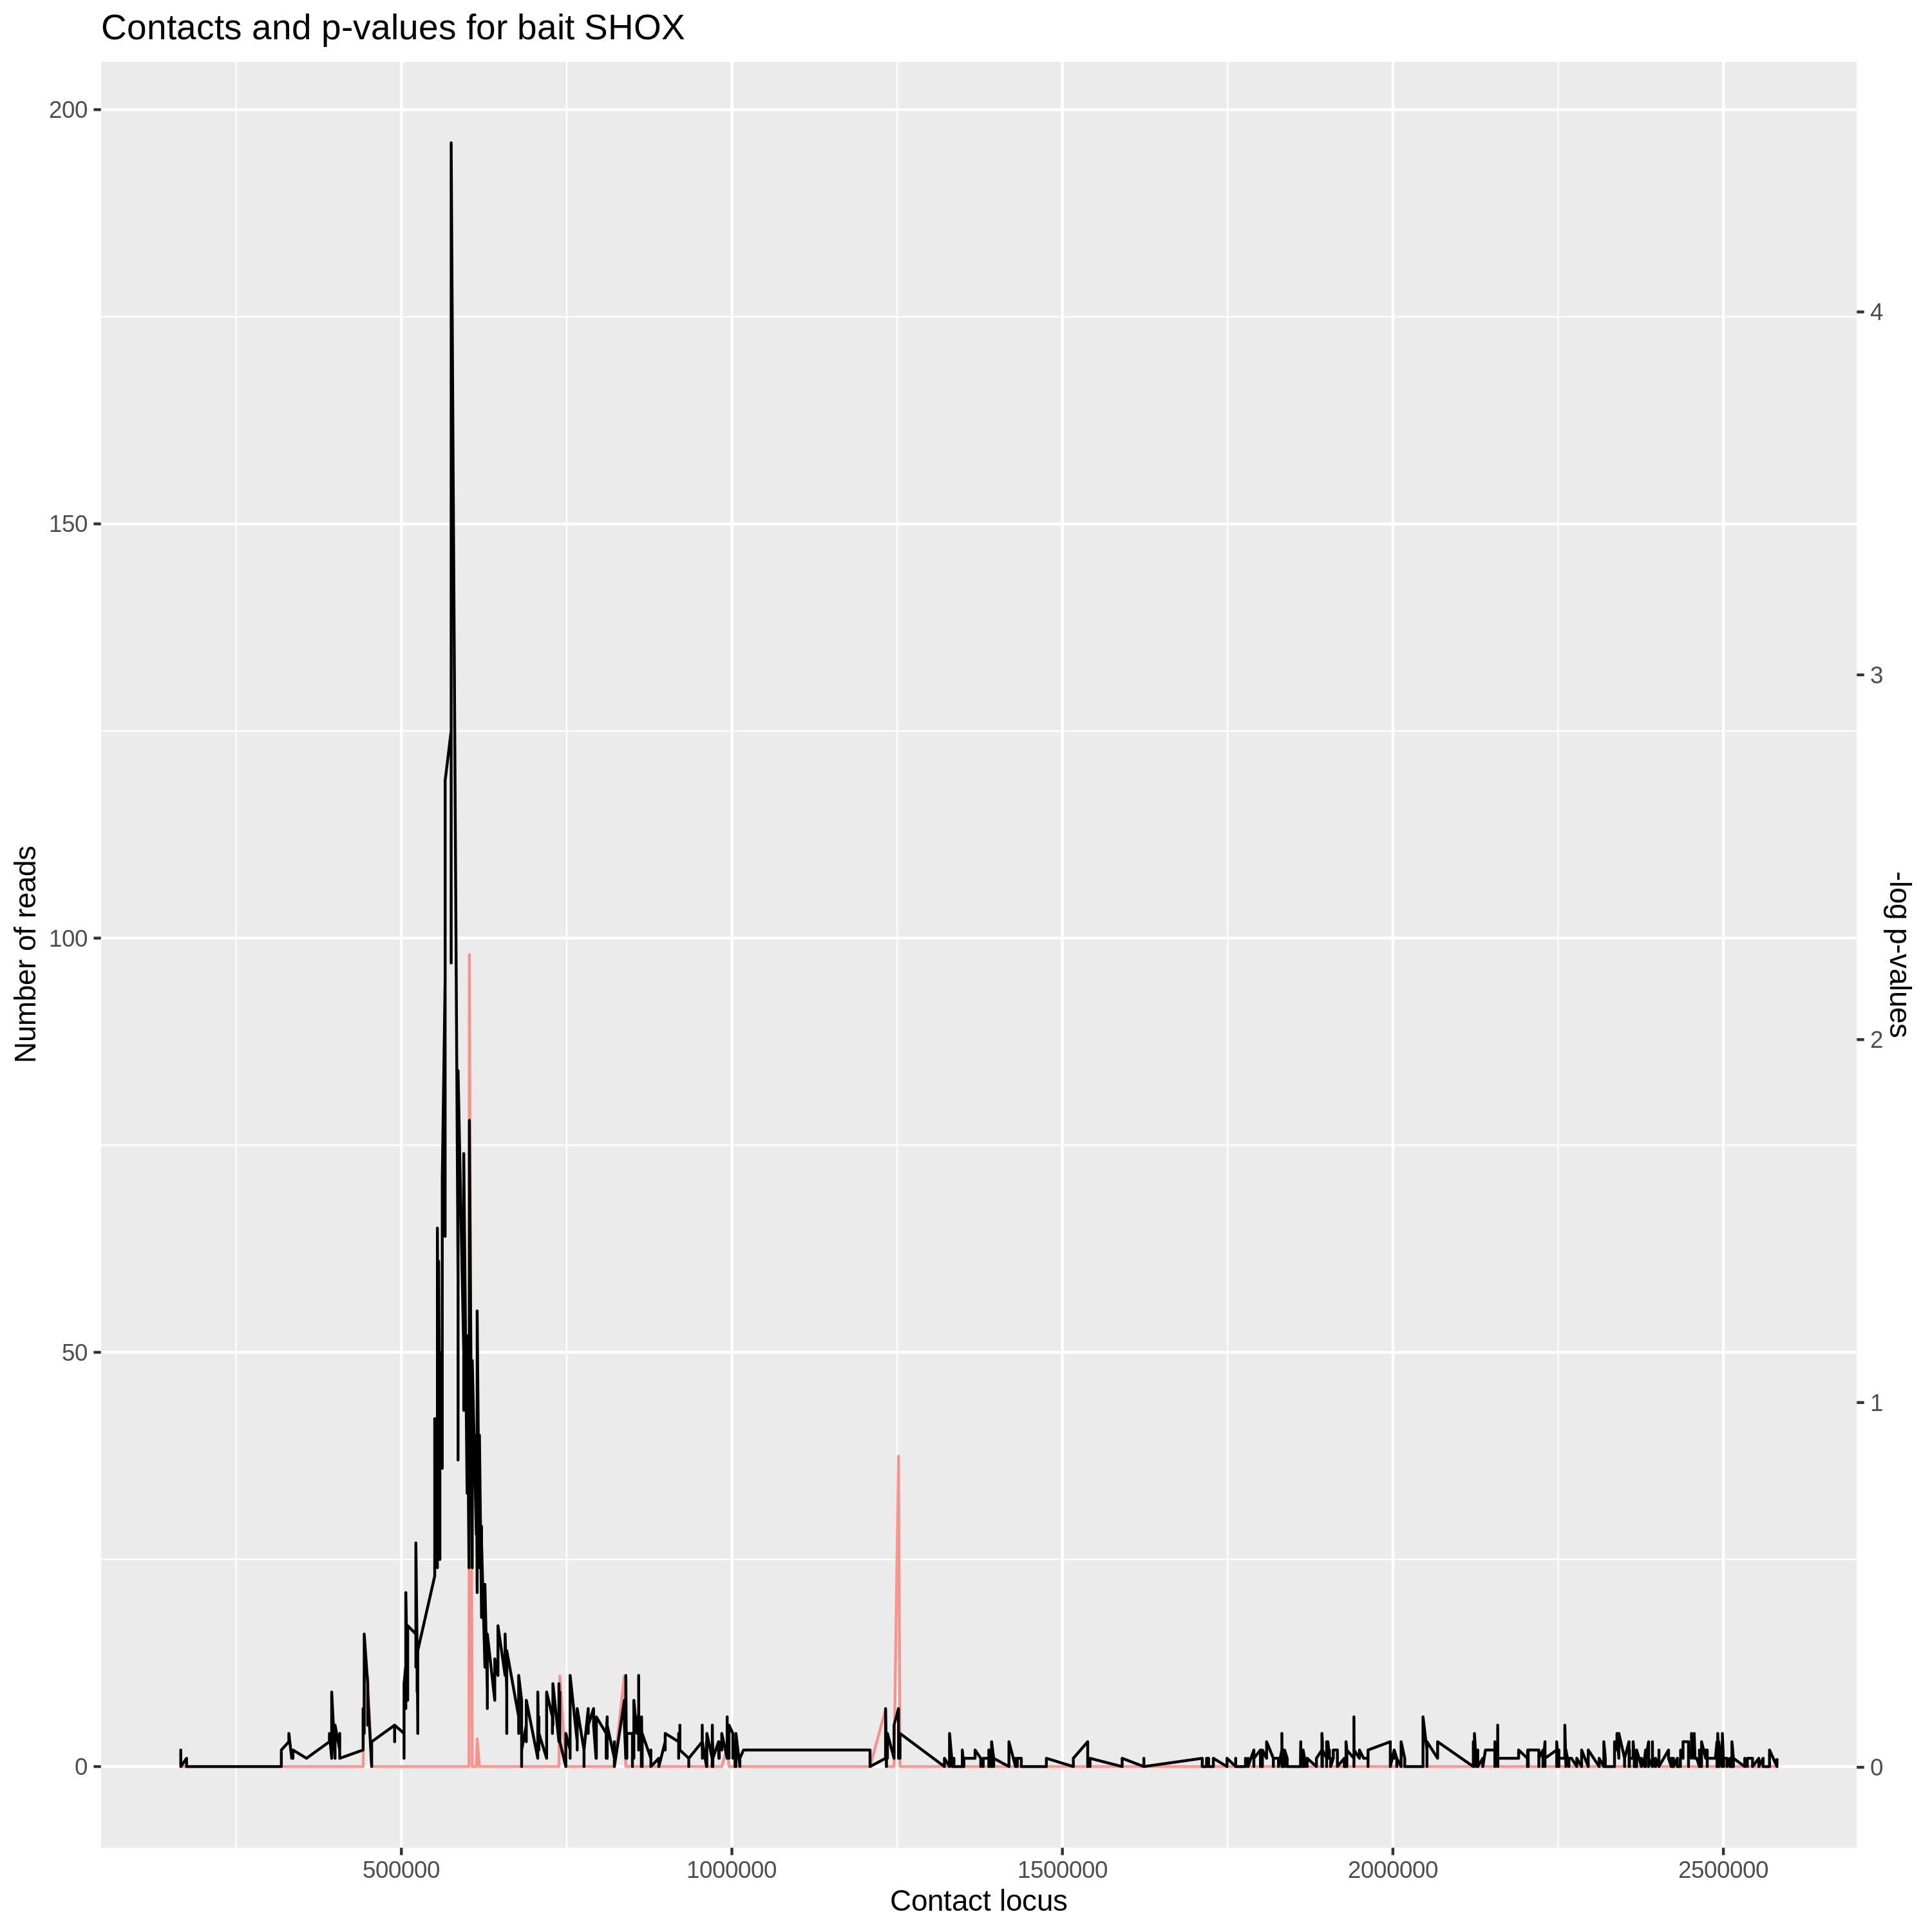 Contacts and p-values for bait SHOX
200
150
100
50
0
Number of reads
4
3
2
1
0
-log p-values
500000 1000000 1500000 2000000 2500000
Contact locus